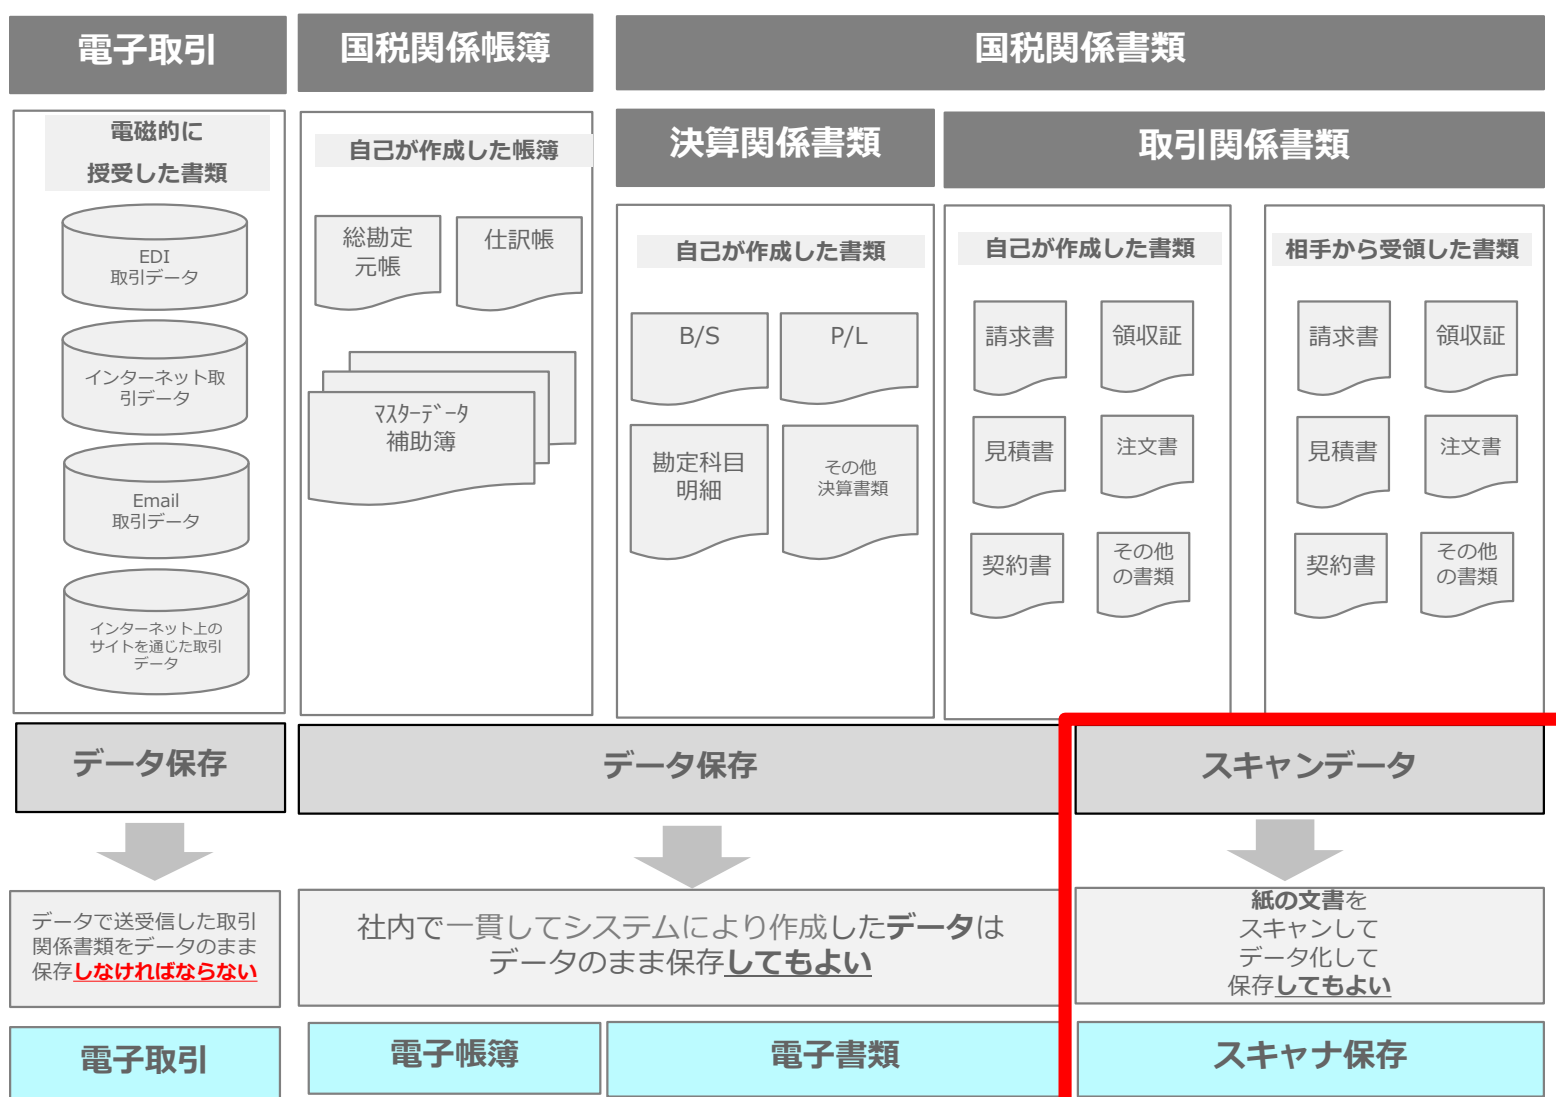 電子取引
国税関係帳簿
国税関係書類
電磁的に
授受した書類
自己が作成した帳簿
決算関係書類
取引関係書類
EDI
取引データ
インターネット取
引データ
Email
取引データ
インターネット上の
サイトを通じた取引
データ
総勘定
元帳
仕訳帳
ﾏｽﾀｰﾃﾞｰﾀ
補助簿
自己が作成した書類
B/S
P/L
勘定科目
明細
その他
決算書類
自己が作成した書類
請求書
領収証
見積書
注文書
契約書
その他
の書類
相手から受領した書類
請求書
領収証
見積書
注文書
契約書
その他
の書類
データ保存
データ保存
スキャンデータ
データで送受信した取引
関係書類をデータのまま
保存しなければならない
社内で一貫してシステムにより作成したデータは
データのまま保存してもよい
紙の文書を
スキャンして
データ化して
保存してもよい
電子取引
電子帳簿
電子書類
スキャナ保存